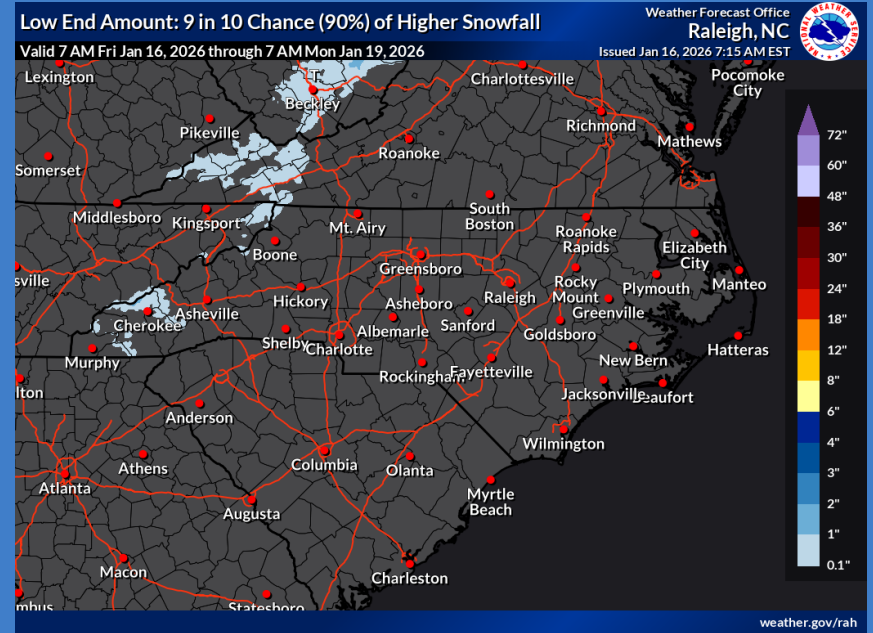 Low End Amount: 9 in 10 Chance (90%) of Higher Snowfall
Valid 7 AM Fri Jan 16, 2026 through 7 AM Mon Jan 19, 2026
Weather Forecast Office
Raleigh, NC
Issued Jan 16, 2026 7:15 AM EST
NATIONAL WEATHER SERVICE
Lexington
Charlottesville
Pocomoke
City
Beckley
Pikeville
Richmond
Mathews
Roanoke
Somerset
Middlesboro
Kingsport
Mt. Airy
South
Boston
Roanoke
Rapids
Elizabeth
City
Boone
Greensboro
sville
Hickory
Asheboro
Raleigh
Rocky
Mount
Plymouth
Manteo
Greenville
Cherokee
Asheville
Albemarle
Sanford
Goldsboro
Shelby
Charlotte
New Bern
Hatteras
Murphy
Rockingham
Fayetteville
lton
Jacksonville
Beaufort
Anderson
Wilmington
Athens
Columbia
Olanta
Atlanta
Myrtle
Beach
Augusta
Macon
Charleston
mbus
Statesboro
72"
60"
48"
36"
30"
24"
18"
12"
8"
6"
4"
3"
2"
1"
0.1"
weather.gov/rah